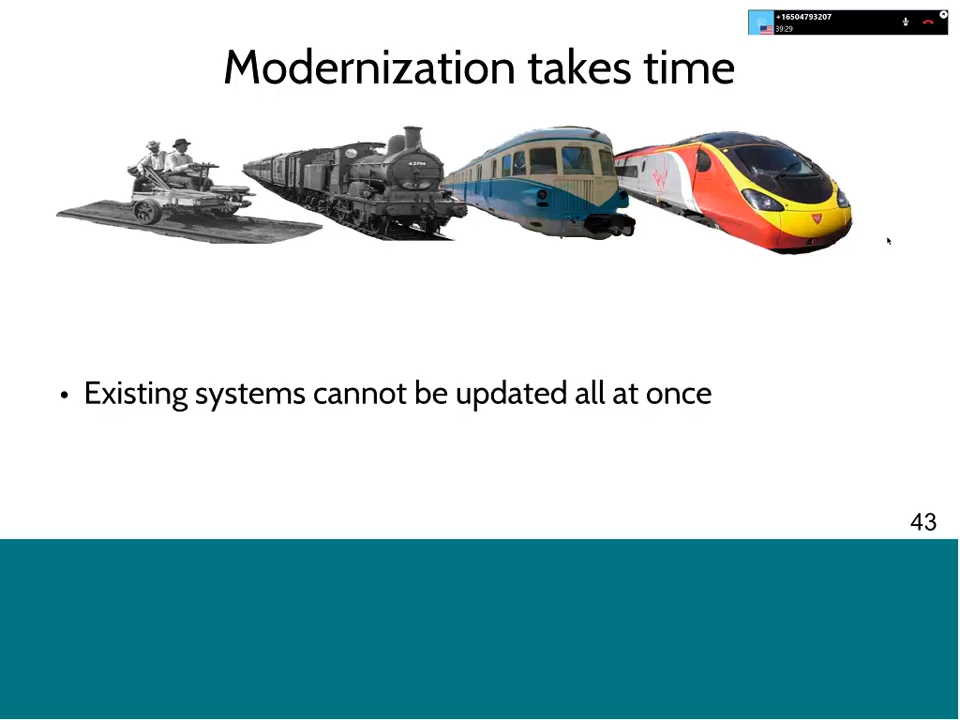 +16504793207
39:29
Modernization takes time
• Existing systems cannot be updated all at once
43